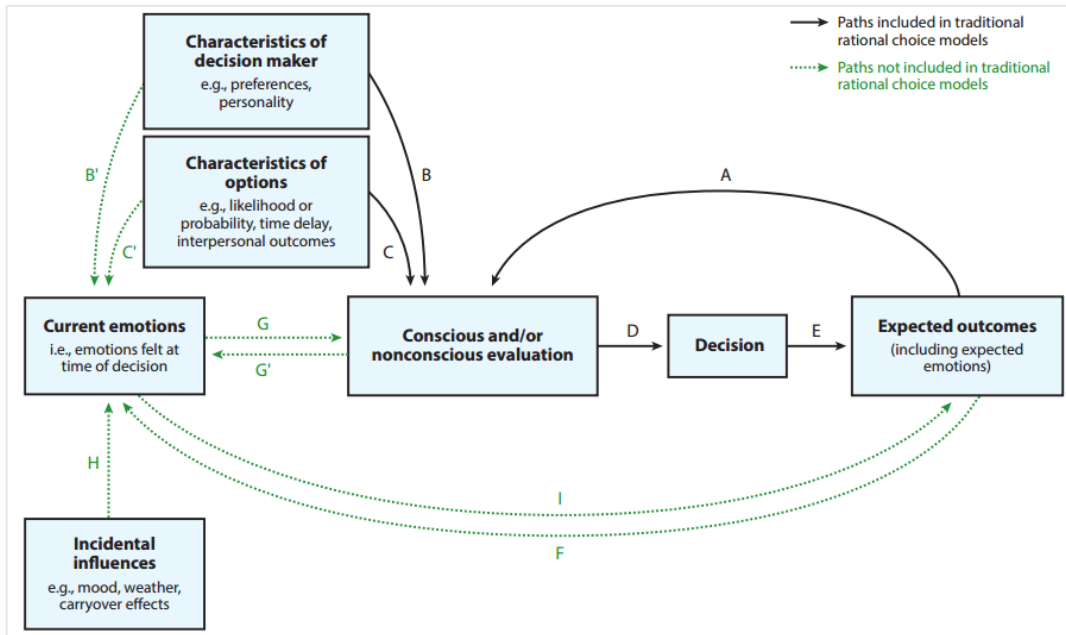 Characteristics of
decision maker
e.g., preferences,
personality
Paths included in traditional
rational choice models
Paths not included in traditional
rational choice models
Characteristics of
options
e.g., likelihood or
probability, time delay,
interpersonal outcomes
B'
B
A
C'
C
Current emotions
i.e., emotions felt at
time of decision
G
G'
Conscious and/or
nonconscious evaluation
D
Decision
E
Expected outcomes
(including expected
emotions)
H
I
F
Incidental
influences
e.g., mood, weather,
carryover effects